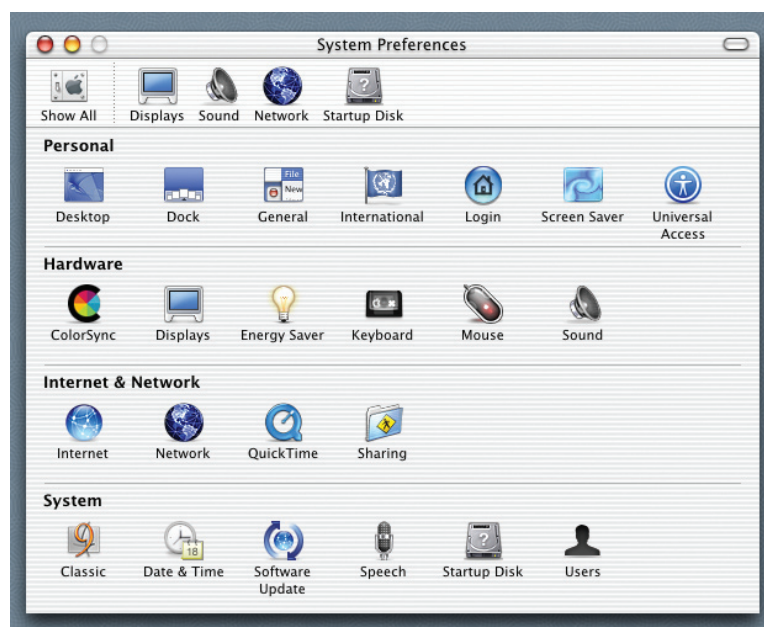 System Preferences
Show All Displays Sound Network Startup Disk
Personal
File
New
Desktop Dock General International Login Screen Saver Universal
Access
Hardware
ColorSync Displays Energy Saver Keyboard Mouse Sound
Internet & Network
Internet Network QuickTime Sharing
System
18
Classic Date & Time Software Speech Startup Disk Users
Update